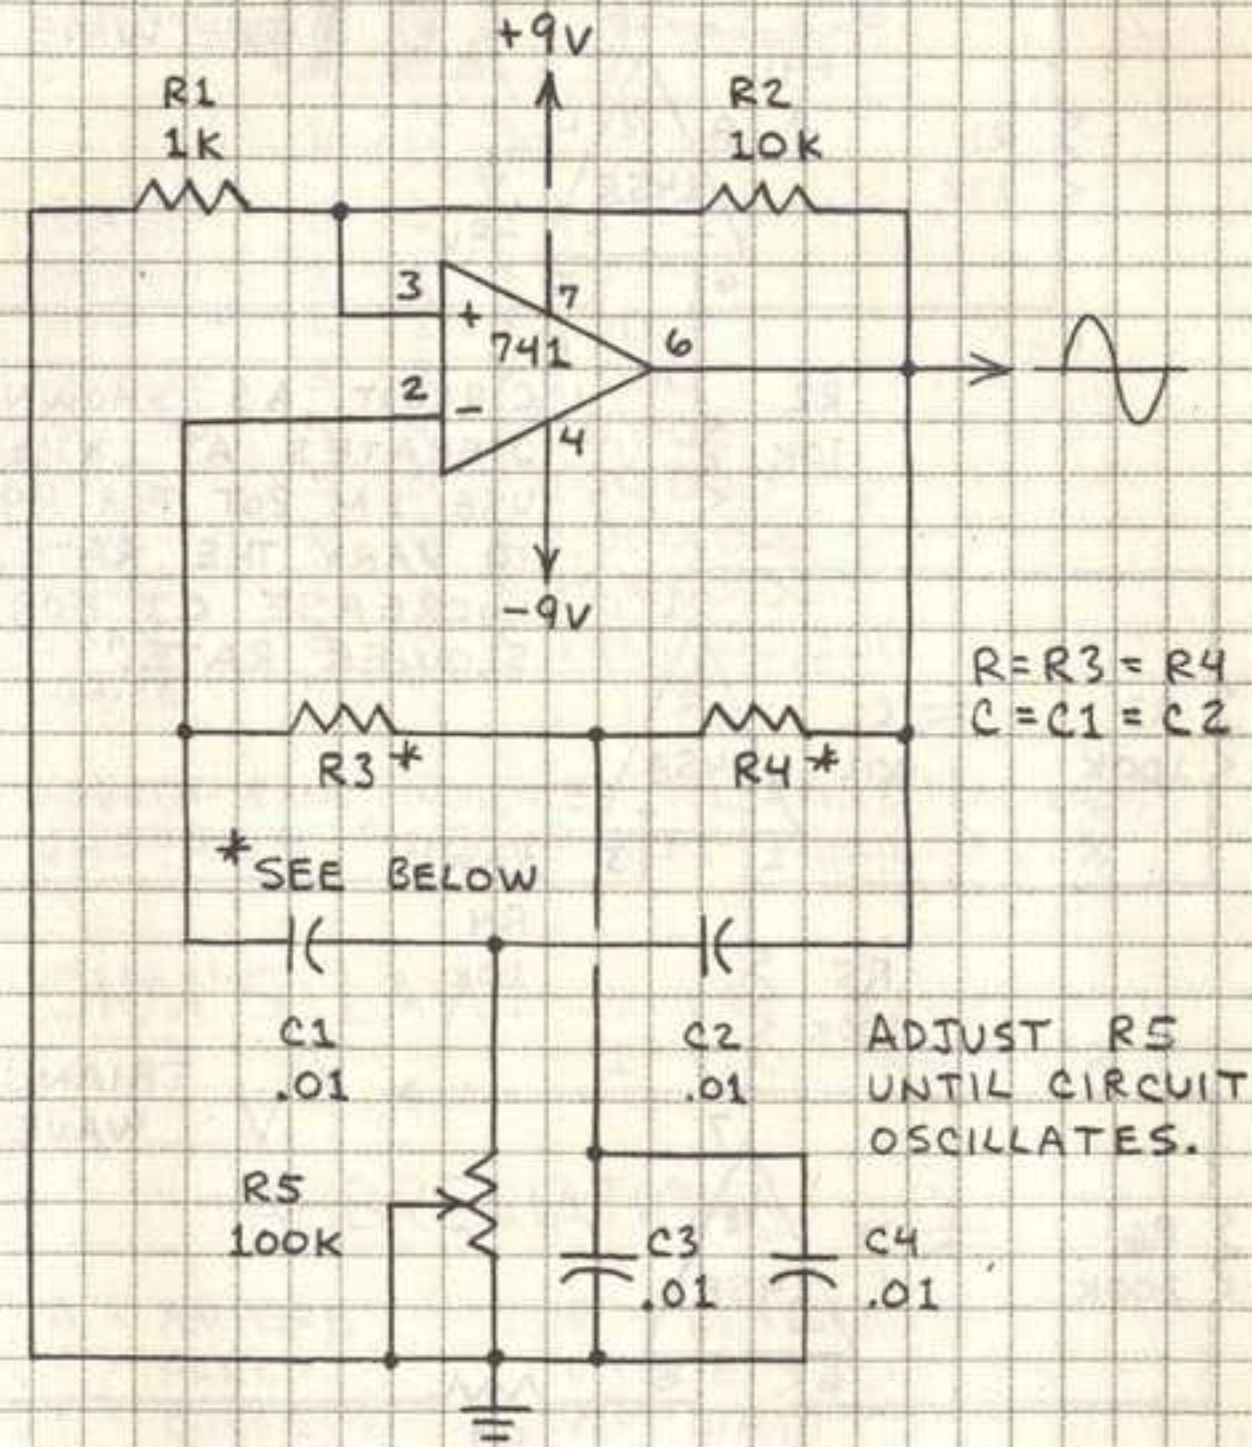 +9V
R1
1K
R2
10K
3
+
7
741
6
2
-
4
-9V
R=R3 = R4
C=C1=C2
R3*
R4*
*SEE BELOW
C1
.01
C2
.01
ADJUST R5
UNTIL CIRCUIT
OSCILLATES.
R5
100K
C3
.01
C4
.01